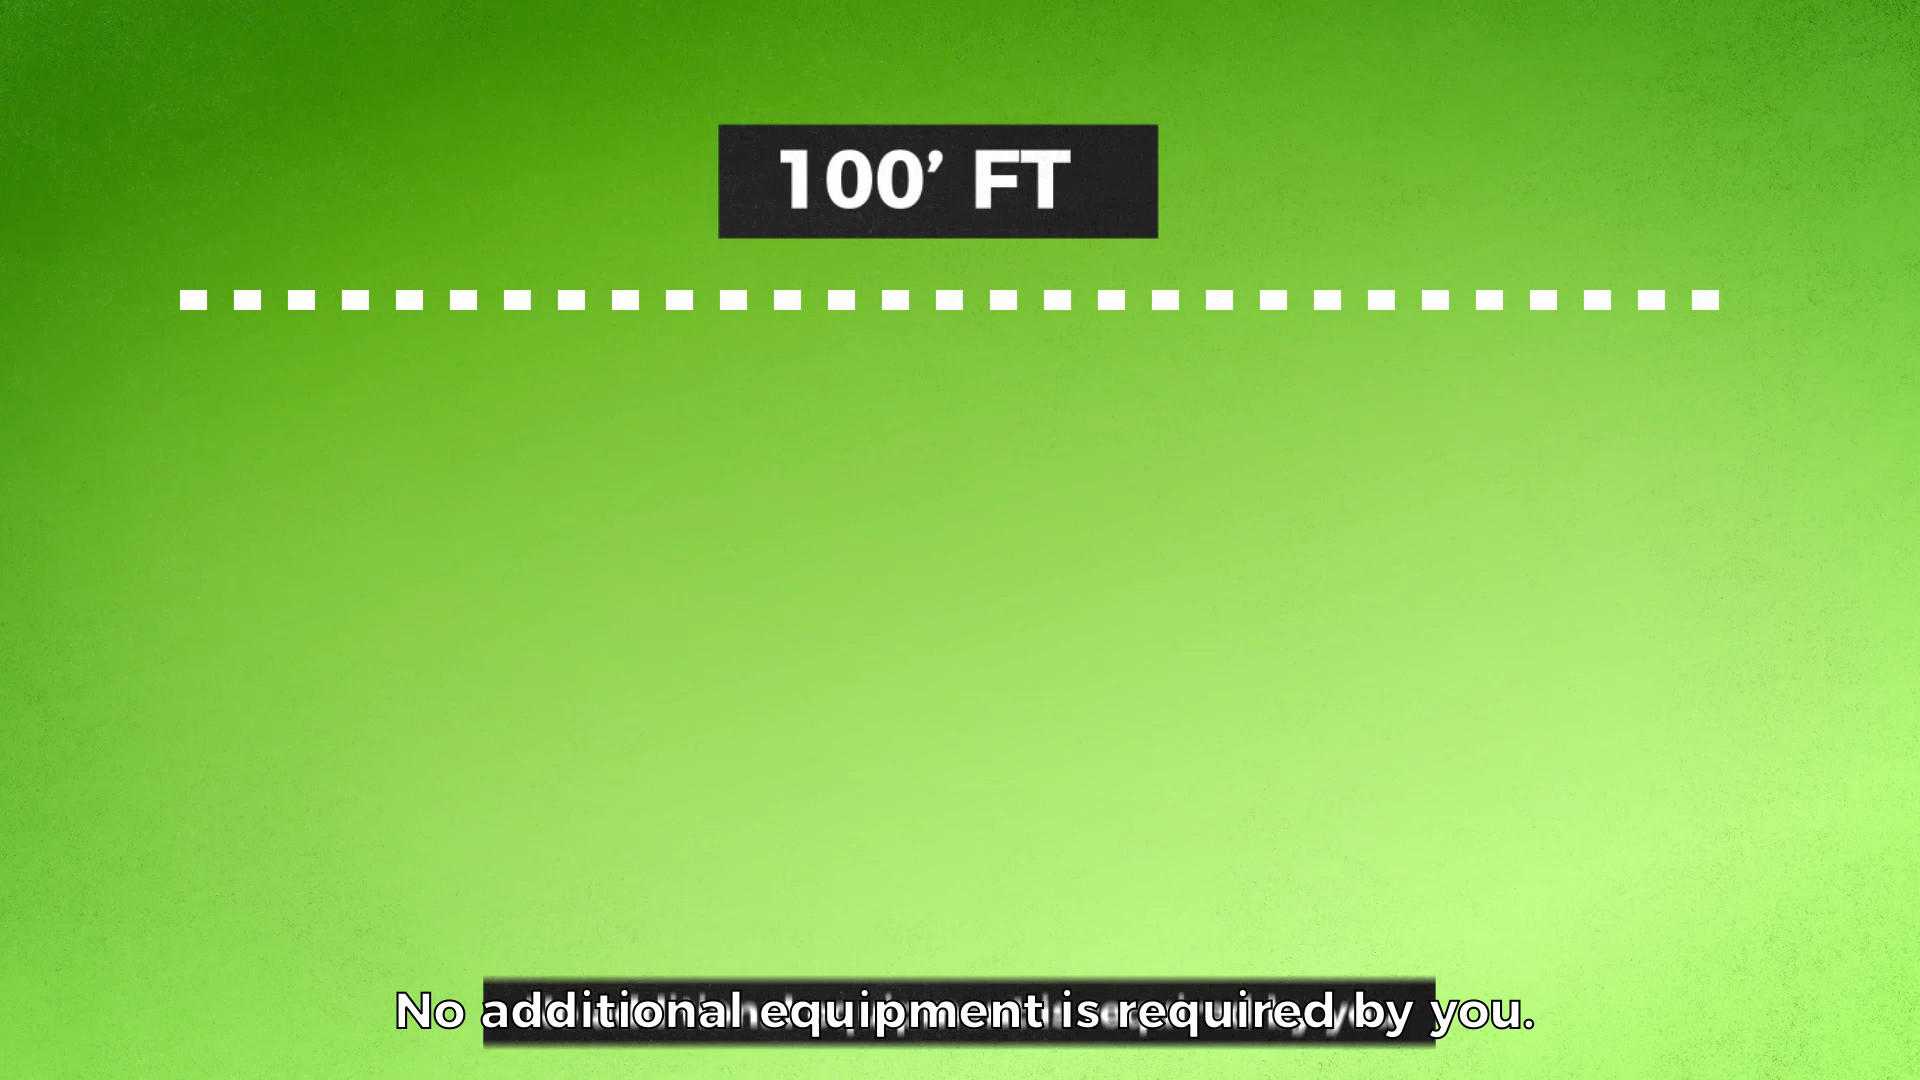 100’ FT
No additional equipment is required by you.